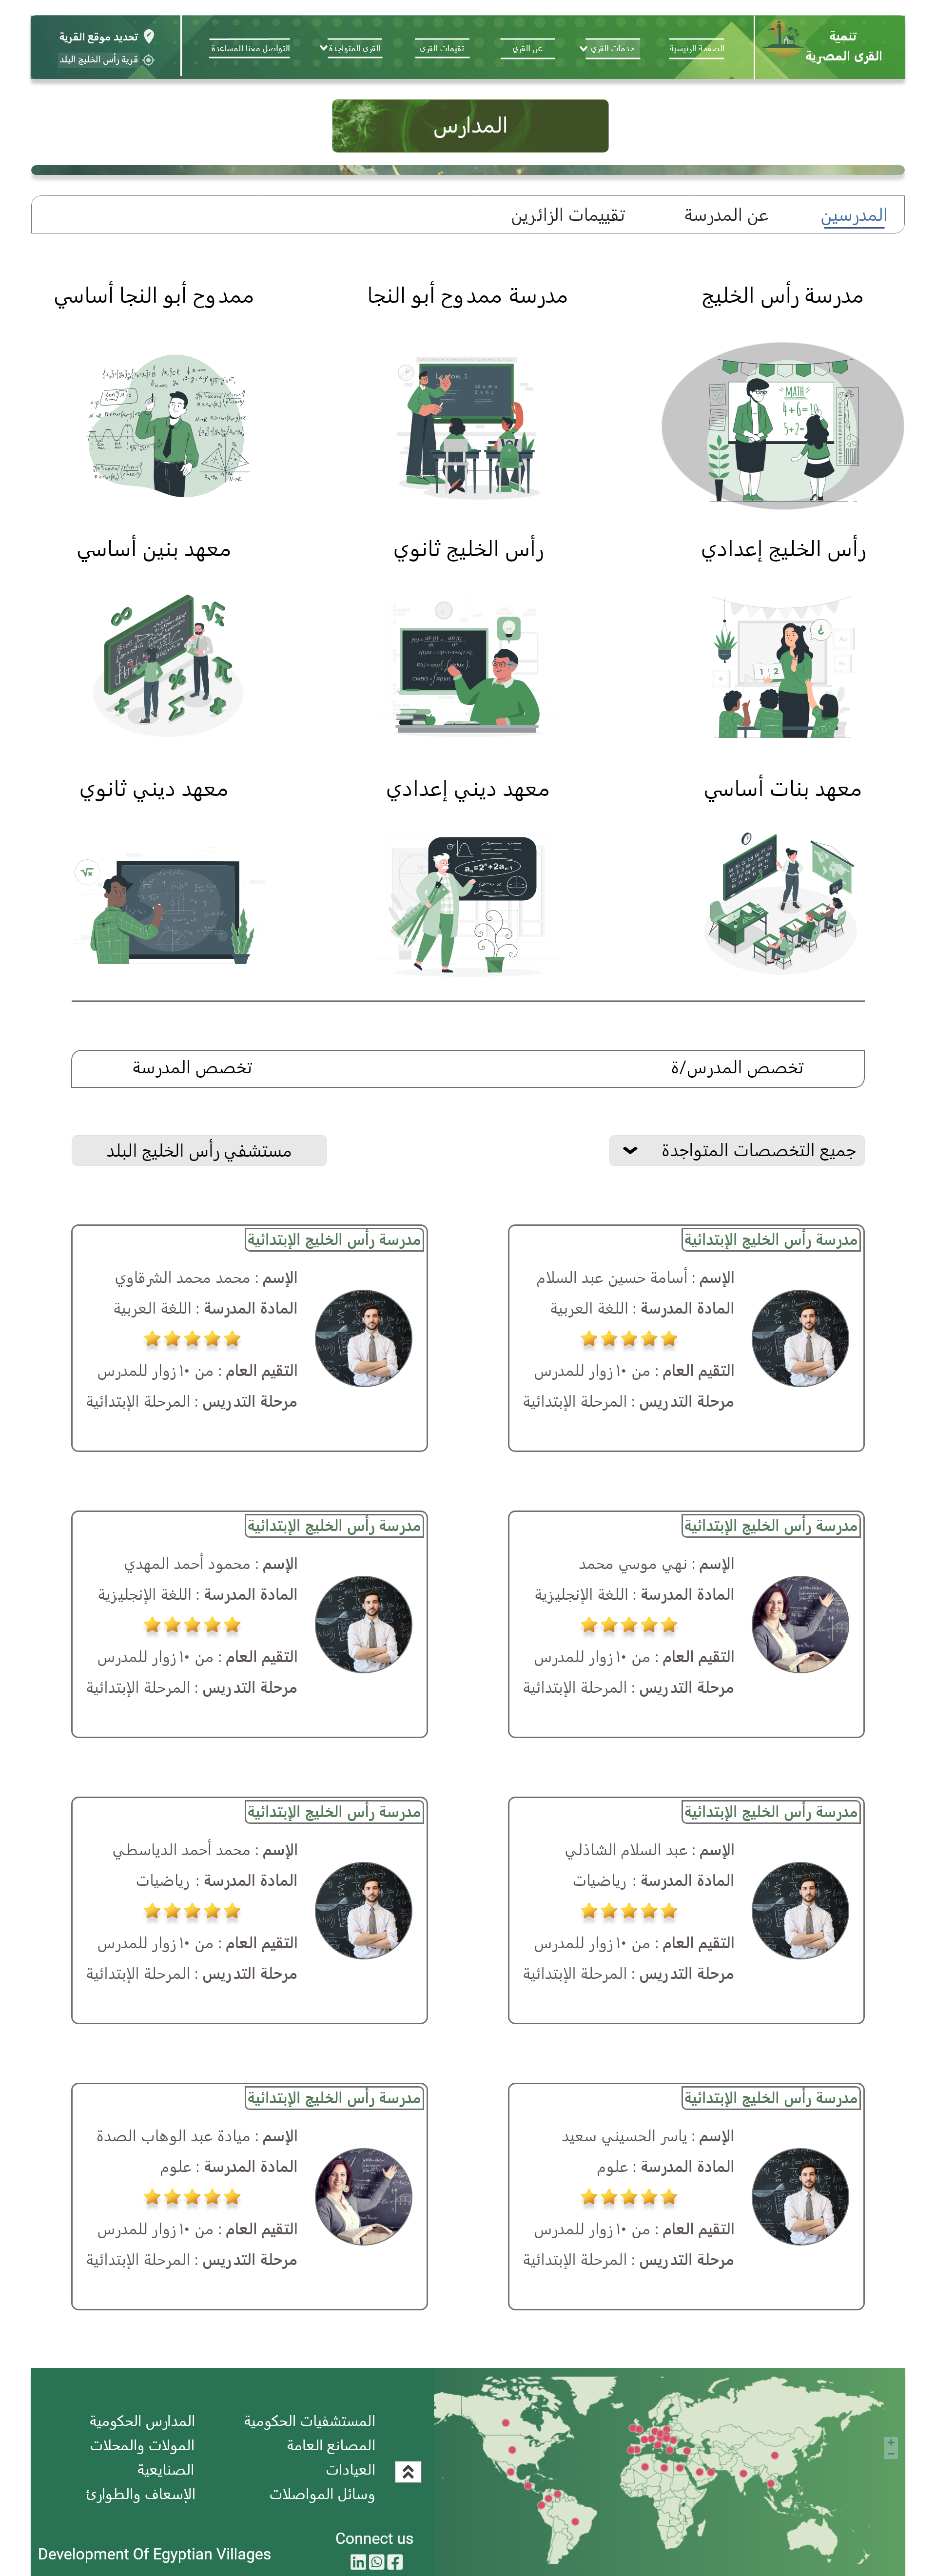 تنمية
القرى المصرية
الصفحة الرئيسية
خدمات القري
عن القري
تقيمات القرى
القرى المتواجدة
التواصل معنا للمساعدة
تحديد موقع القرية
قرية رأس الخليج البلد
المدارس
المدرسين
عن المدرسة
تقييمات الزائرين
مدرسة رأس الخليج
مدرسة ممدوح أبو النجا
ممدوح أبو النجا أساسي
MATH
4+6=10
5+2=
Lesson 1
رأس الخليج إعدادي
رأس الخليج ثانوي
معهد بنين أساسي
1 2
معهد بنات أساسي
معهد ديني إعدادي
معهد ديني ثانوي
تخصص المدرس/ة
تخصص المدرسة
جميع التخصصات المتواجدة
مستشفي رأس الخليج البلد
مدرسة رأس الخليج الإبتدائية
الإسم : أسامة حسين عبد السلام
المادة المدرسة : اللغة العربية
التقيم العام : من ١٠ زوار للمدرس
مرحلة التدريس : المرحلة الإبتدائية
مدرسة رأس الخليج الإبتدائية
الإسم : محمد محمد الشرقاوي
المادة المدرسة : اللغة العربية
التقيم العام : من ١٠ زوار للمدرس
مرحلة التدريس : المرحلة الإبتدائية
مدرسة رأس الخليج الإبتدائية
الإسم : نهي موسي محمد
المادة المدرسة : اللغة الإنجليزية
التقيم العام : من ١٠ زوار للمدرس
مرحلة التدريس : المرحلة الإبتدائية
مدرسة رأس الخليج الإبتدائية
الإسم : محمود أحمد المهدي
المادة المدرسة : اللغة الإنجليزية
التقيم العام : من ١٠ زوار للمدرس
مرحلة التدريس : المرحلة الإبتدائية
مدرسة رأس الخليج الإبتدائية
الإسم : عبد السلام الشاذلي
المادة المدرسة : رياضيات
التقيم العام : من ١٠ زوار للمدرس
مرحلة التدريس : المرحلة الإبتدائية
مدرسة رأس الخليج الإبتدائية
الإسم : محمد أحمد الدياسطي
المادة المدرسة : رياضيات
التقيم العام : من ١٠ زوار للمدرس
مرحلة التدريس : المرحلة الإبتدائية
مدرسة رأس الخليج الإبتدائية
الإسم : ياسر الحسيني سعيد
المادة المدرسة : علوم
التقيم العام : من ١٠ زوار للمدرس
مرحلة التدريس : المرحلة الإبتدائية
مدرسة رأس الخليج الإبتدائية
الإسم : ميادة عبد الوهاب الصدة
المادة المدرسة : علوم
التقيم العام : من ١٠ زوار للمدرس
مرحلة التدريس : المرحلة الإبتدائية
المستشفيات الحكومية
المصانع العامة
العيادات
وسائل المواصلات
المدارس الحكومية
المولات والمحلات
الصنايعية
الإسعاف والطوارئ
Connect us
Development Of Egyptian Villages